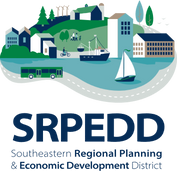 SRPEDD
Southeastern Regional Planning
& Economic Development District